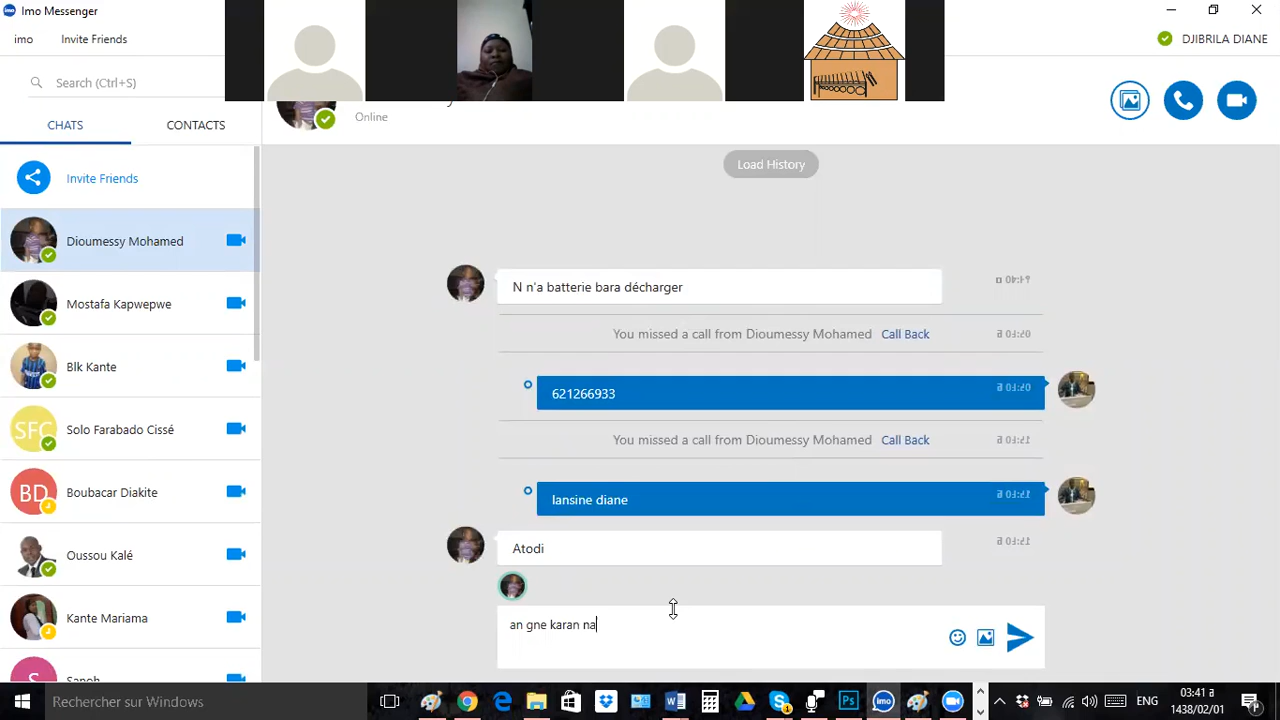 Imo Messenger
imo Invite Friends
DJIBRILA DIANE
Search (Ctrl+S)
CHATS CONTACTS
Online
Load History
Invite Friends
Dioumessy Mohamed
Mostafa Kapwepwe
Blk Kante
SFC Solo Farabado Cissé
BD Boubacar Diakite
Oussou Kalé
Kante Mariama
N n'a batterie bara décharger
You missed a call from Dioumessy Mohamed Call Back
621266933
You missed a call from Dioumessy Mohamed Call Back
lansine diane
Atodi
an gne karan na
Rechercher sur Windows
ENG
03:41
1438/02/01